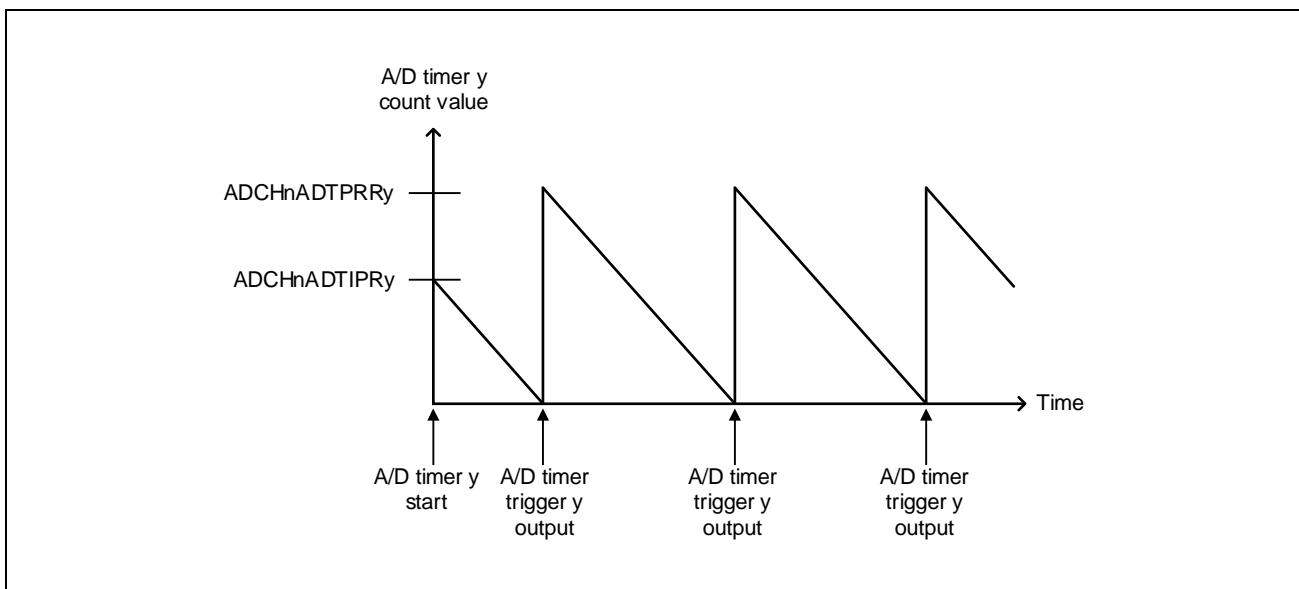 A/D timer y
count value
ADCHnADTPRRy
ADCHnADTIPRy
Time
A/D timer y
start
A/D timer
trigger y
output
A/D timer
trigger y
output
A/D timer
trigger y
output